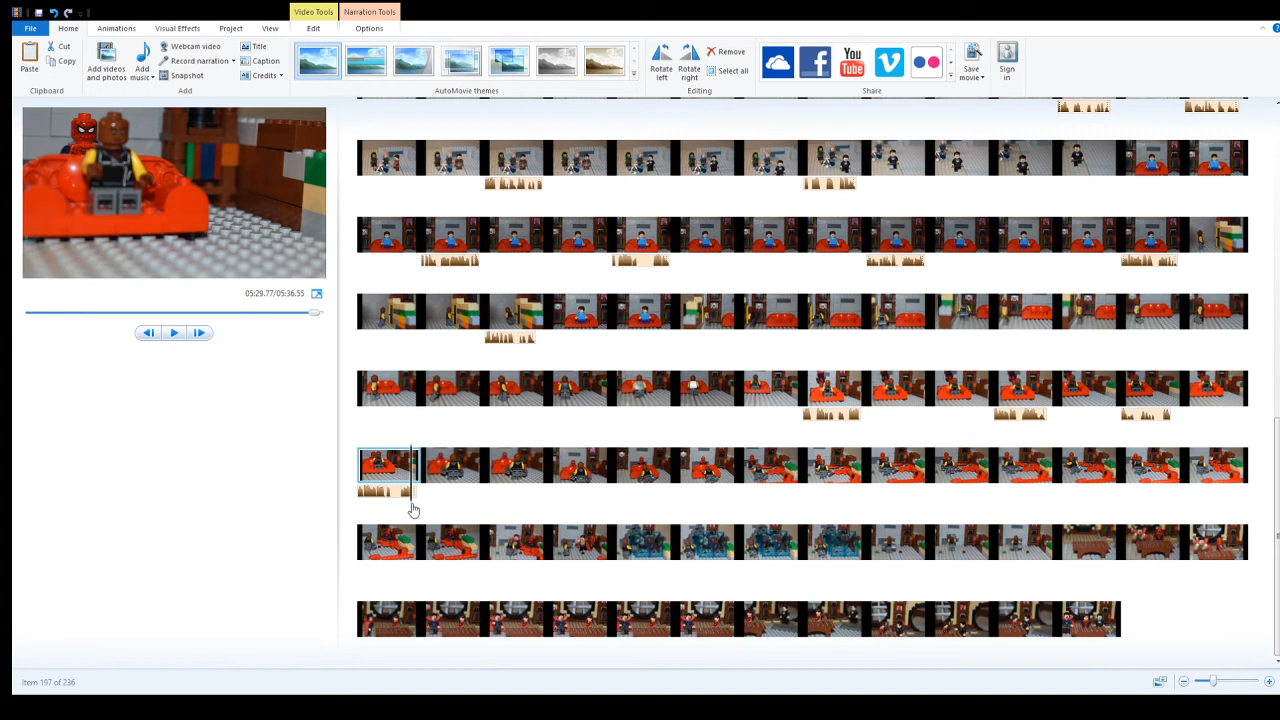 Video Tools Narration Tools
File Home Animations Visual Effects Project View Edit Options
Paste
Cut
Copy
Clipboard
Add videos and photos
Add music
Webcam video
Record narration
Snapshot
Title
Caption
Credits
Add
AutoMovie themes
Rotate left
Rotate right
Remove
Select all
Editing
You Tube
Share
Save movie
Sign in
05:29.77/05:36.55
Item 197 of 236